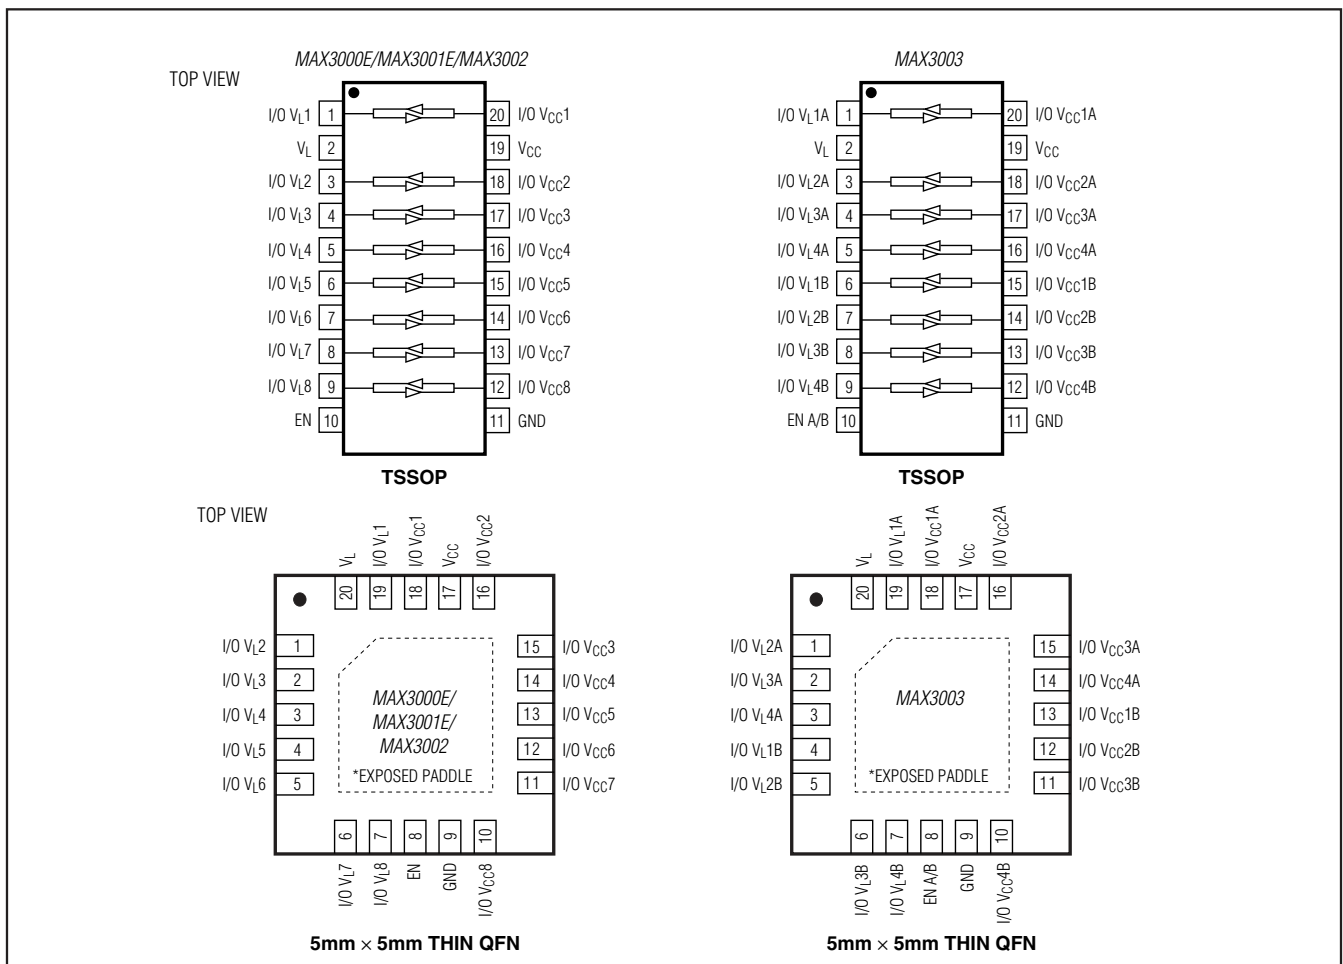 MAX3000E/MAX3001E/MAX3002
MAX3003
TOP VIEW
I/O VL1 1 20 I/O VCC1
VL 2 19 VCC
I/O VL2 3 18 I/O VCC2
I/O VL3 4 17 I/O VCC3
I/O VL4 5 16 I/O VCC4
I/O VL5 6 15 I/O VCC5
I/O VL6 7 14 I/O VCC6
I/O VL7 8 13 I/O VCC7
I/O VL8 9 12 I/O VCC8
EN 10 11 GND
TSSOP
I/O VL1A 1 20 I/O VCC1A
VL 2 19 VCC
I/O VL2A 3 18 I/O VCC2A
I/O VL3A 4 17 I/O VCC3A
I/O VL4A 5 16 I/O VCC4A
I/O VL1B 6 15 I/O VCC1B
I/O VL2B 7 14 I/O VCC2B
I/O VL3B 8 13 I/O VCC3B
I/O VL4B 9 12 I/O VCC4B
EN A/B 10 11 GND
TSSOP
TOP VIEW
VL I/O VL1 I/O VCC1 VCC I/O VCC2
20 19 18 17 16
I/O VL2 1 15 I/O VCC3
I/O VL3 2 14 I/O VCC4
I/O VL4 3 13 I/O VCC5
I/O VL5 4 12 I/O VCC6
I/O VL6 5 11 I/O VCC7
MAX3000E/
MAX3001E/
MAX3002
*EXPOSED PADDLE
6 7 8 9 10
I/O VL7 I/O VL8 EN GND I/O VCC8
5mm × 5mm THIN QFN
VL I/O VL1A I/O VCC1A VCC I/O VCC2A
20 19 18 17 16
I/O VL2A 1 15 I/O VCC3A
I/O VL3A 2 14 I/O VCC4A
I/O VL4A 3 13 I/O VCC1B
I/O VL1B 4 12 I/O VCC2B
I/O VL2B 5 11 I/O VCC3B
MAX3003
*EXPOSED PADDLE
6 7 8 9 10
I/O VL3B I/O VL4B EN A/B GND I/O VCC4B
5mm × 5mm THIN QFN